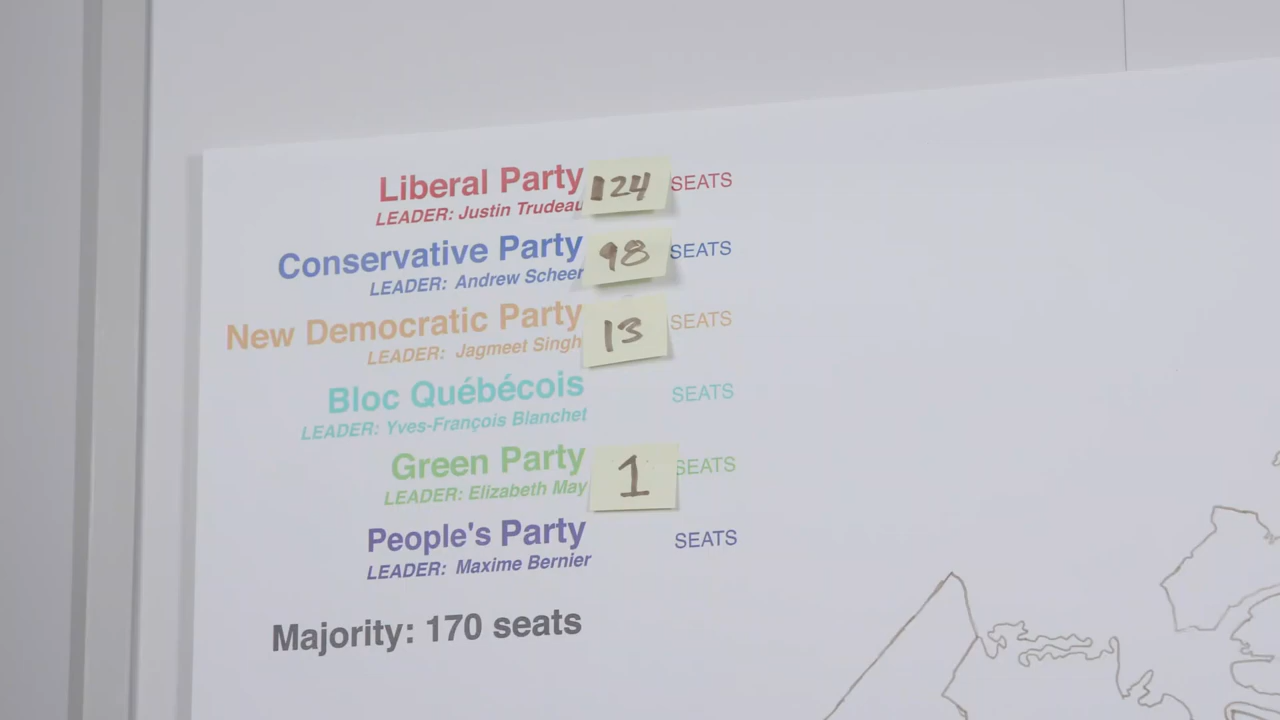 Liberal Party 124 SEATS
LEADER: Justin Trudeau
Conservative Party 98 SEATS
LEADER: Andrew Scheer
New Democratic Party 13 SEATS
LEADER: Jagmeet Singh
Bloc Québécois SEATS
LEADER: Yves-François Blanchet
Green Party 1 SEATS
LEADER: Elizabeth May
People's Party SEATS
LEADER: Maxime Bernier
Majority: 170 seats